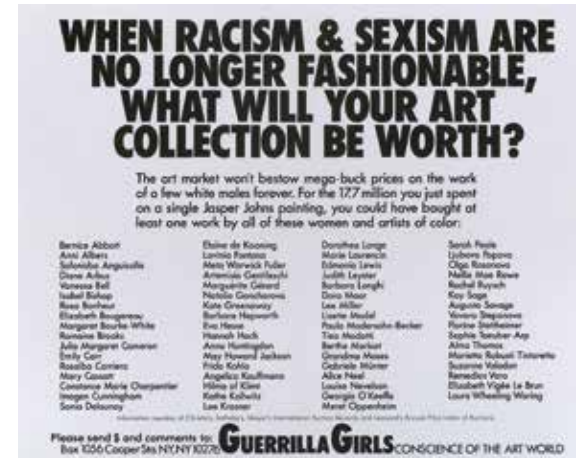 WHEN RACISM & SEXISM ARE
NO LONGER FASHIONABLE,
WHAT WILL YOUR ART
COLLECTION BE WORTH?
The art market won't bestow mega-buck prices on the work
of a few white males forever. For the 17.7 million you just spent
on a single Jasper Johns painting, you could have bought at
least one work by all of these women and artists of color:
Bernice Abbott
Anni Albers
Sofonisba Anguisolla
Diane Arbus
Vanessa Bell
Isabel Bishop
Rosa Bonheur
Elizabeth Bougereau
Margaret Bourke-White
Romaine Brooks
Julia Margaret Cameron
Emily Carr
Rosalba Carriera
Mary Cassatt
Constance Marie Charpentier
Imogen Cunningham
Sonia Delaunay
Elaine de Kooning
Lavinia Fontana
Meta Warwick Fuller
Artemisia Gentileschi
Marguérite Gérard
Natalia Goncharova
Kate Greenaway
Barbara Hepworth
Eva Hesse
Hannah Hoch
Anna Huntingdon
May Howard Jackson
Frida Kahlo
Angelica Kauffmann
Hilma af Klimt
Kathe Kollwitz
Lee Krasner
Dorothea Lange
Marie Laurencin
Edmonia Lewis
Judith Leyster
Barbara Longhi
Dora Maar
Lee Miller
Lisette Model
Paula Modersohn-Becker
Tina Modotti
Berthe Morisot
Grandma Moses
Gabriele Münter
Alice Neel
Louise Nevelson
Georgia O'Keeffe
Meret Oppenheim
Sarah Peale
Ljubova Popova
Olga Rosanova
Nellie Mae Rowe
Rachel Ruysch
Kay Sage
Augusta Savage
Vavara Stepanova
Florine Stettheimer
Sophie Taeuber-Arp
Alma Thomas
Marietta Robusti Tintoretto
Suzanne Valadon
Remedios Varo
Elizabeth Vigée Le Brun
Laura Wheeling Waring
Please send $ and comments to:
Box 1056 Cooper Sta. NY, NY 10276
GUERRILLA GIRLS CONSCIENCE OF THE ART WORLD